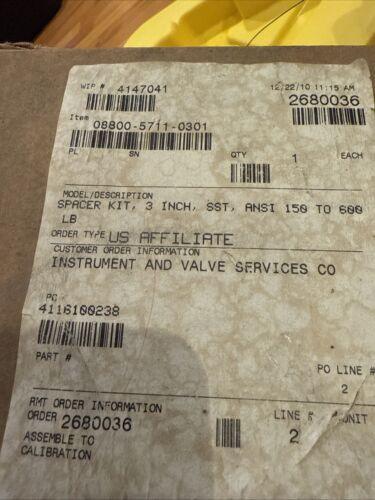 WIP # 4147041 12/22/10 11:15 AM
2680036
Item 08800-5711-0301
PL SN QTY 1 EACH
MODEL/DESCRIPTION
SPACER KIT, 3 INCH, SST, ANSI 150 TO 600
LB
ORDER TYPE US AFFILIATE
CUSTOMER ORDER INFORMATION
INSTRUMENT AND VALVE SERVICES CO
PO
4116100238
PART # PO LINE #
2
RMT ORDER INFORMATION
ORDER 2680036 LINE #
ASSEMBLE TO 2
CALIBRATION